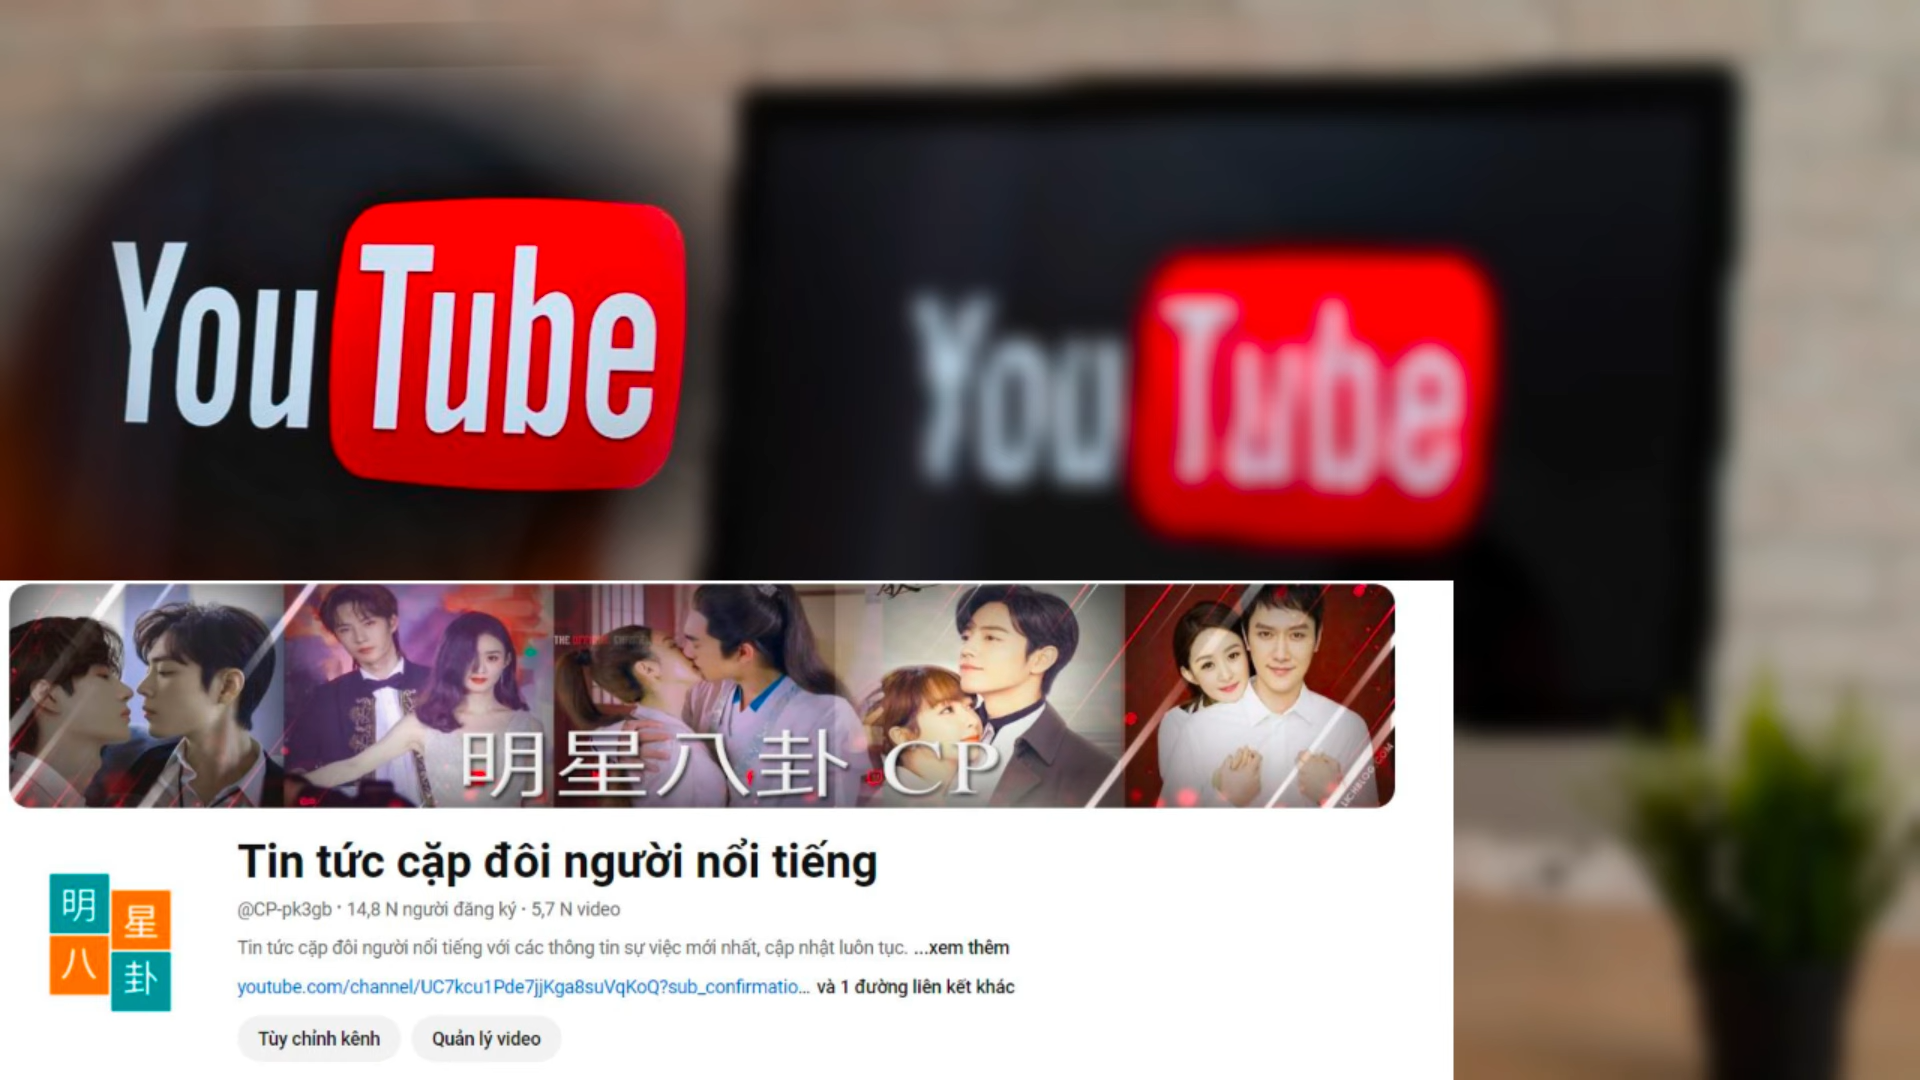 YouTube
YouTube
明星八卦 CP
LICHBLOG.COM
明
星
八
卦
Tin tức cặp đôi người nổi tiếng
@CP-pk3gb · 14,8 N người đăng ký · 5,7 N video
Tin tức cặp đôi người nổi tiếng với các thông tin sự việc mới nhất, cập nhật luôn tục. ...xem thêm
youtube.com/channel/UC7kcu1Pde7jjKga8suVqKoQ?sub_confirmatio... và 1 đường liên kết khác
Tùy chỉnh kênh
Quản lý video